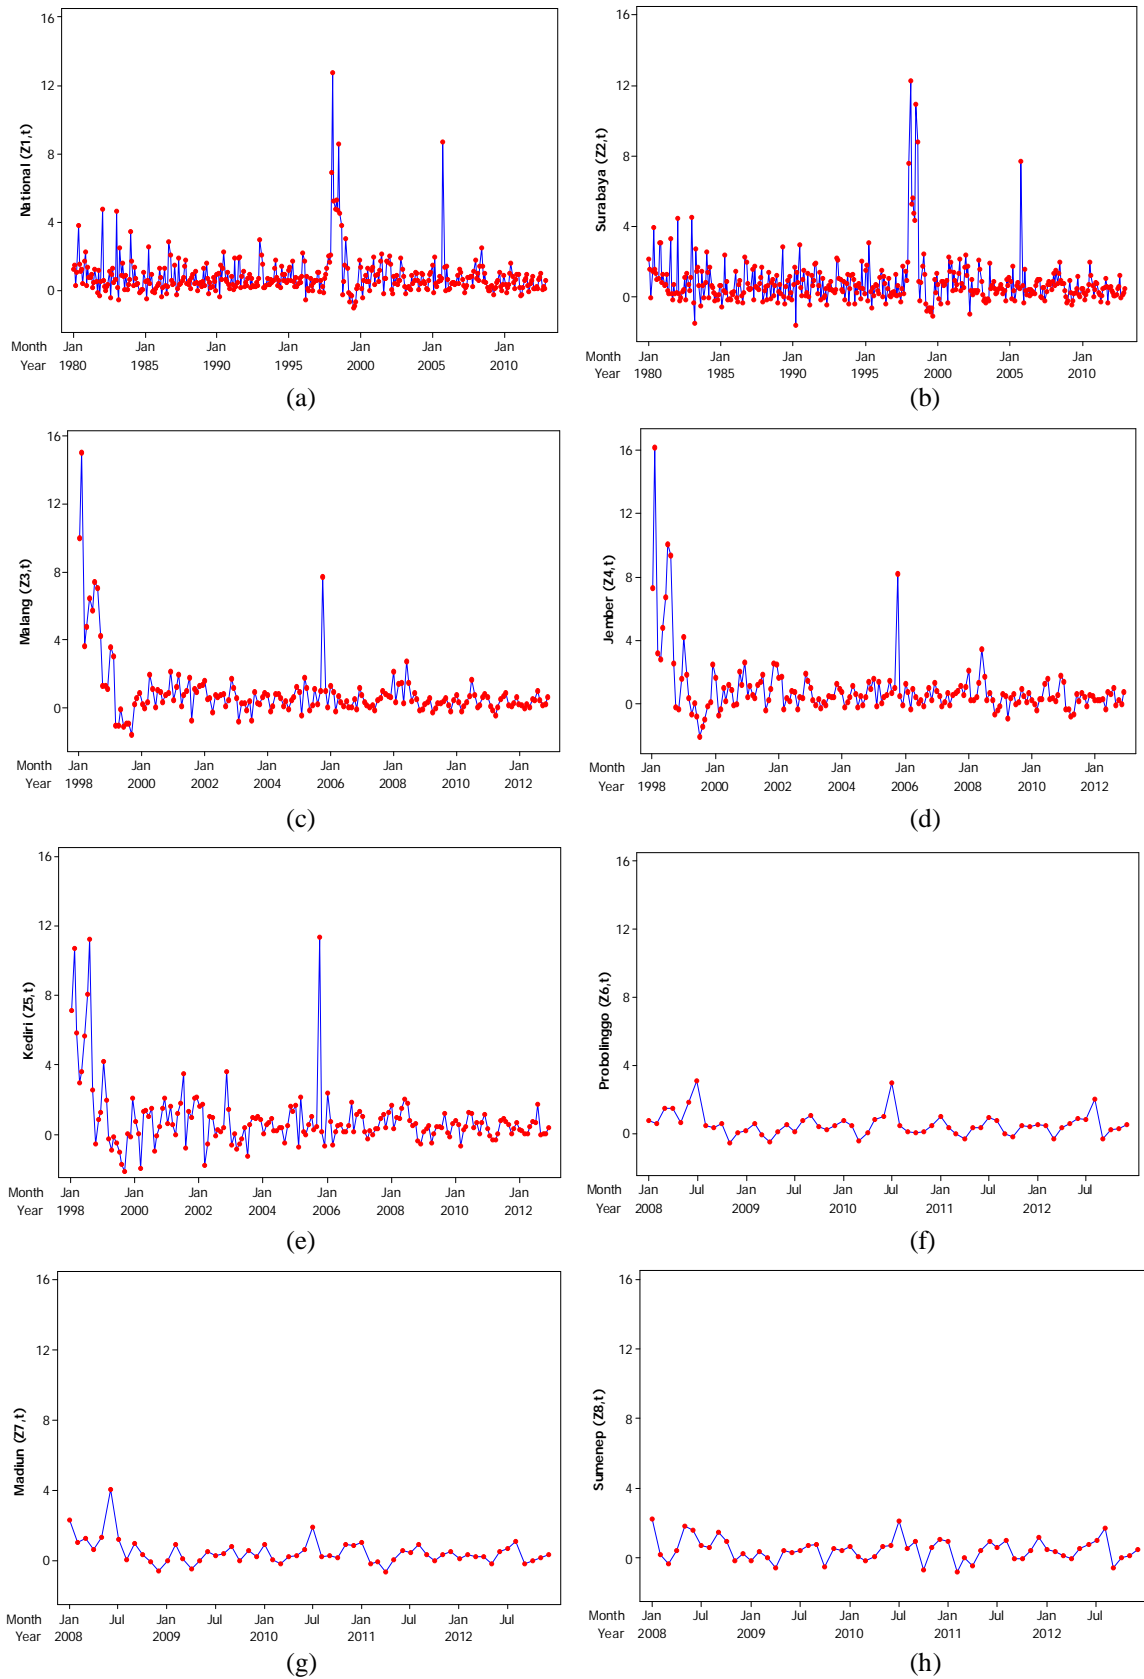 16
12
8
4
0
National (Z1,t)
Month Jan Jan Jan Jan Jan Jan Jan
Year 1980 1985 1990 1995 2000 2005 2010
(a)
16
12
8
4
0
Surabaya (Z2,t)
Month Jan Jan Jan Jan Jan Jan Jan
Year 1980 1985 1990 1995 2000 2005 2010
(b)
16
12
8
4
0
Malang (Z3,t)
Month Jan Jan Jan Jan Jan Jan Jan Jan
Year 1998 2000 2002 2004 2006 2008 2010 2012
(c)
16
12
8
4
0
Jember (Z4,t)
Month Jan Jan Jan Jan Jan Jan Jan Jan
Year 1998 2000 2002 2004 2006 2008 2010 2012
(d)
16
12
8
4
0
Kediri (Z5,t)
Month Jan Jan Jan Jan Jan Jan Jan Jan
Year 1998 2000 2002 2004 2006 2008 2010 2012
(e)
16
12
8
4
0
Probolinggo (Z6,t)
Month Jan Jul Jan Jul Jan Jul Jan Jul Jan Jul
Year 2008 2009 2010 2011 2012
(f)
16
12
8
4
0
Madiun (Z7,t)
Month Jan Jul Jan Jul Jan Jul Jan Jul Jan Jul
Year 2008 2009 2010 2011 2012
(g)
16
12
8
4
0
Sumenep (Z8,t)
Month Jan Jul Jan Jul Jan Jul Jan Jul Jan Jul
Year 2008 2009 2010 2011 2012
(h)